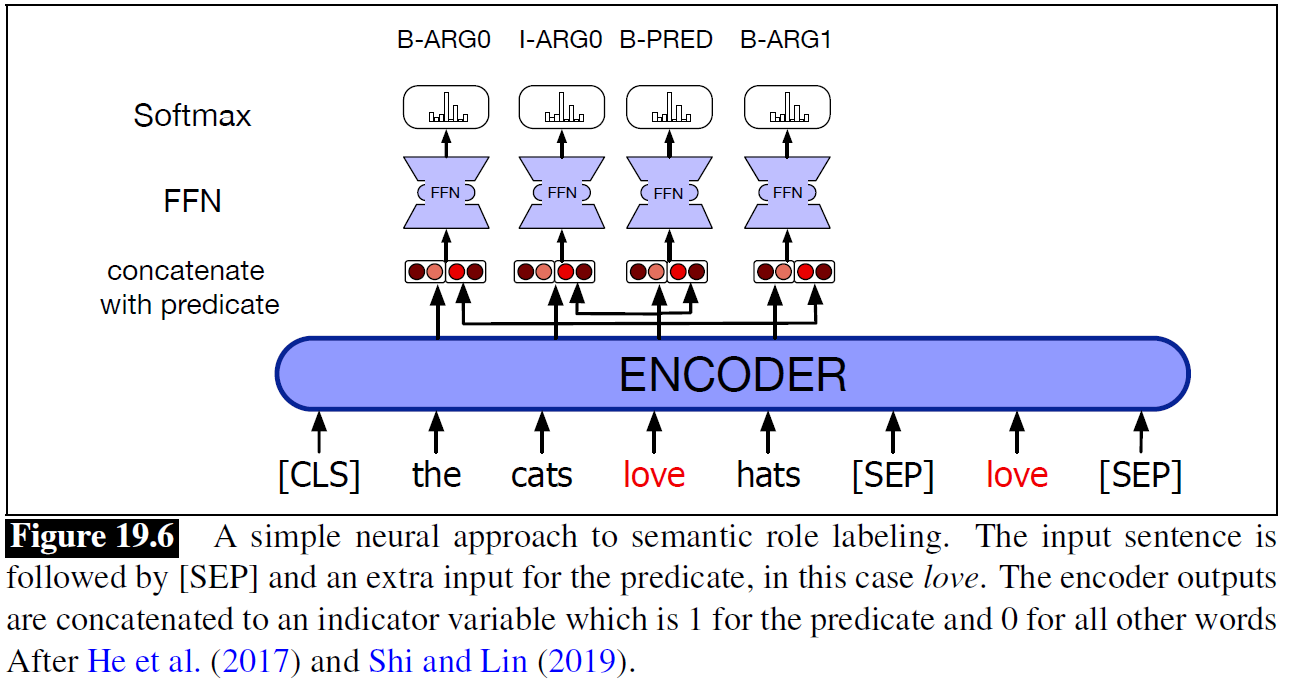 B-ARG0 I-ARG0 B-PRED B-ARG1
Softmax
FFN FFN FFN FFN FFN
concatenate
with predicate
ENCODER
[CLS] the cats love hats [SEP] love [SEP]
Figure 19.6 A simple neural approach to semantic role labeling. The input sentence is
followed by [SEP] and an extra input for the predicate, in this case love. The encoder outputs
are concatenated to an indicator variable which is 1 for the predicate and 0 for all other words
After He et al. (2017) and Shi and Lin (2019).